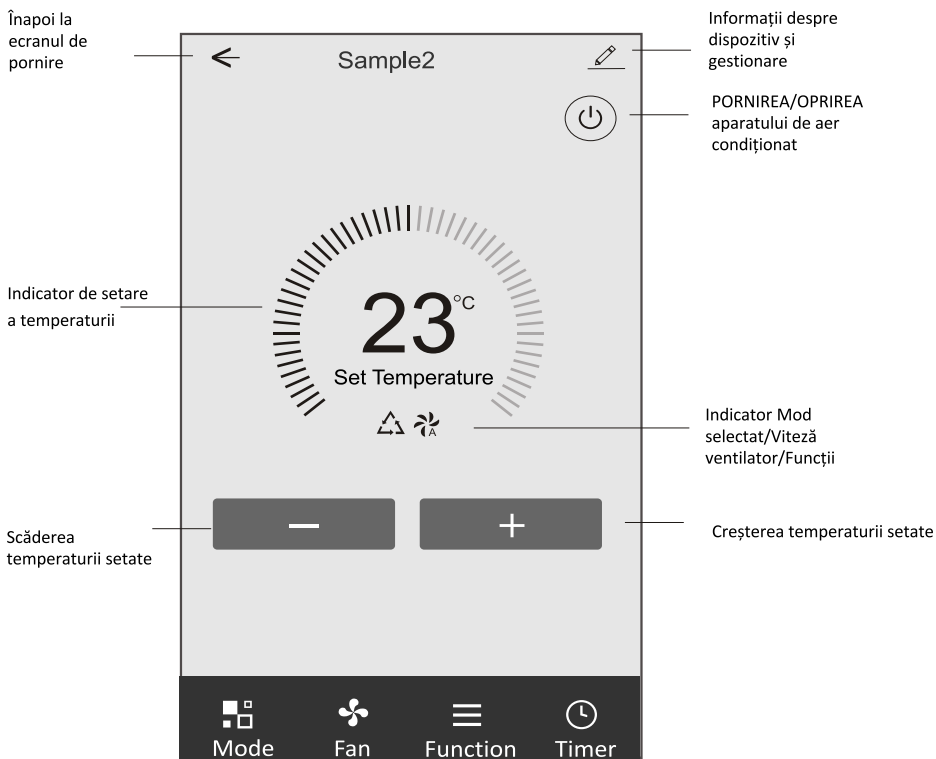 Înapoi la
ecranul de
pornire
Sample2
Informații despre
dispozitiv și
gestionare
PORNIREA/OPRIREA
aparatului de aer
condiționat
Indicator de setare
a temperaturii
23°C
Set Temperature
A
Indicator Mod
selectat/Viteză
ventilator/Funcții
Scăderea
temperaturii setate
Creșterea temperaturii setate
Mode Fan Function Timer